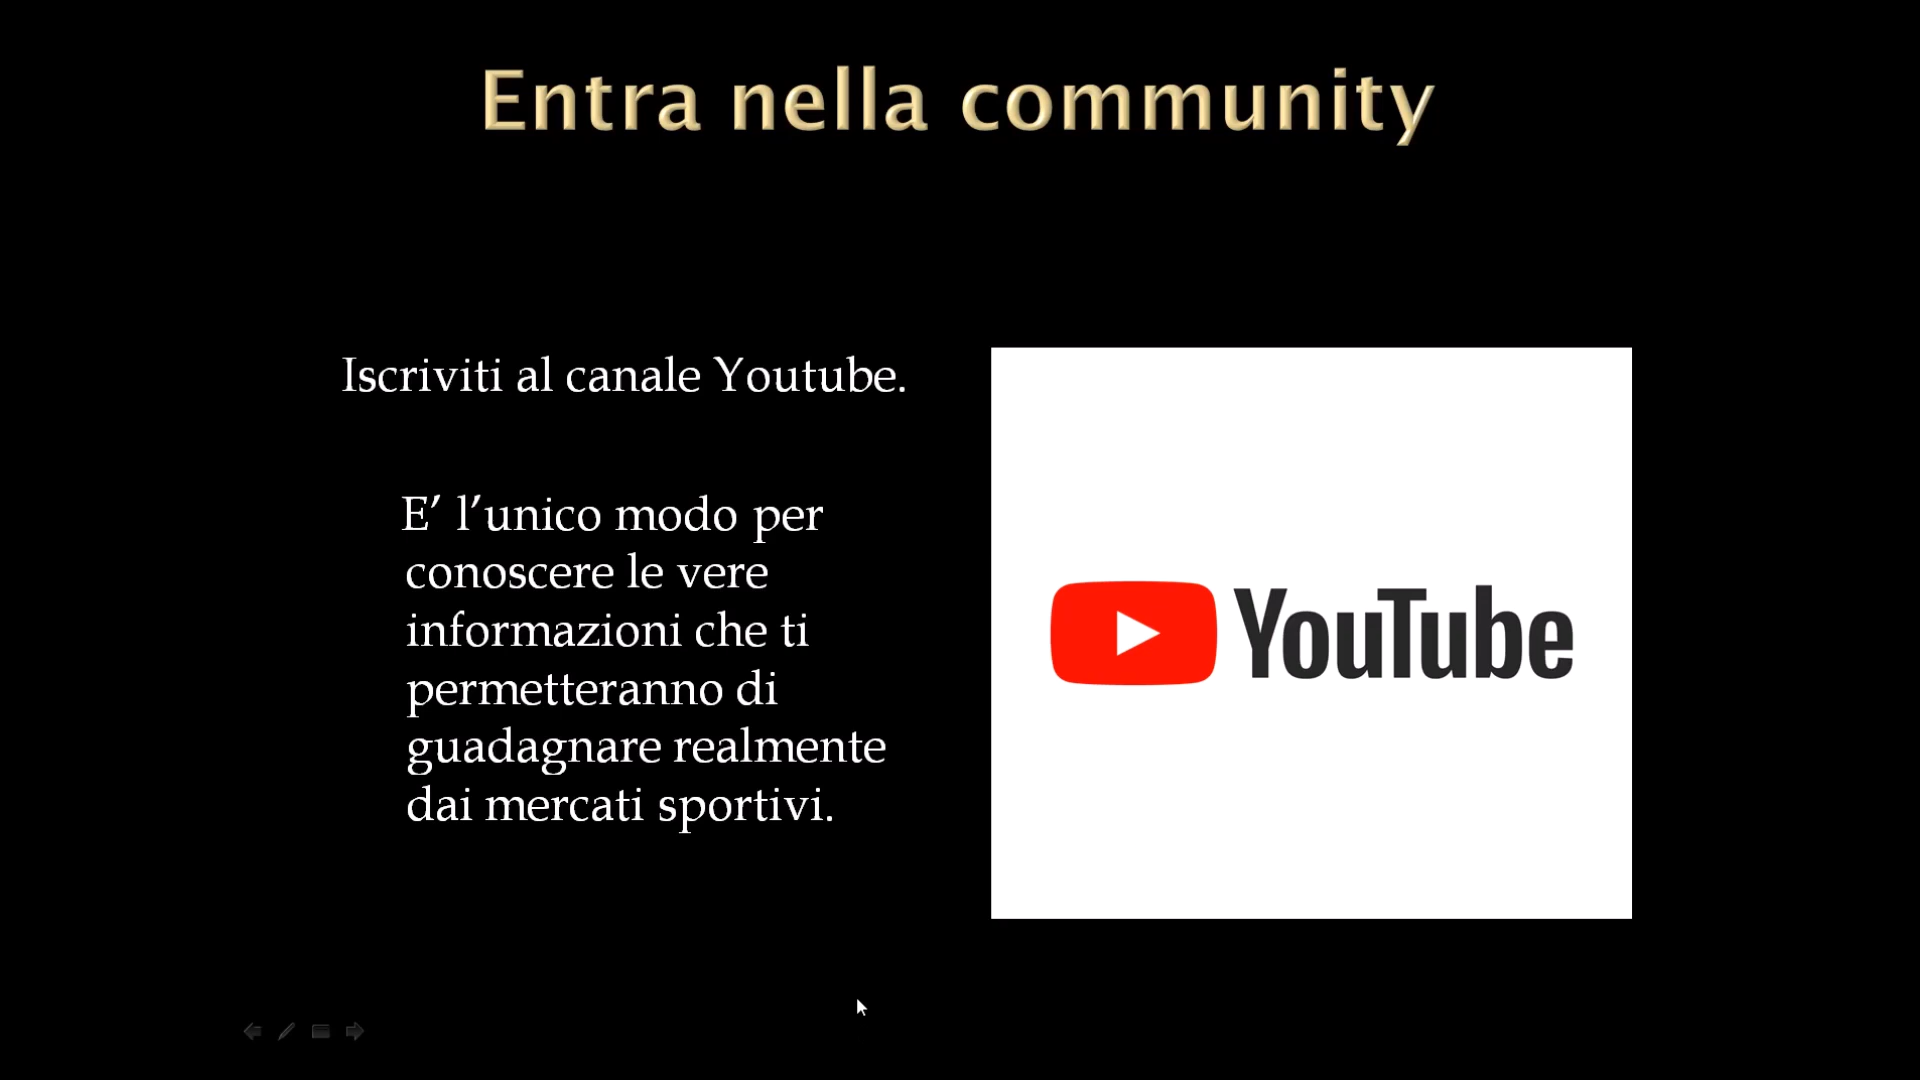 Entra nella community
Iscriviti al canale Youtube.
E’ l’unico modo per
conoscere le vere
informazioni che ti
permetteranno di
guadagnare realmente
dai mercati sportivi.
YouTube